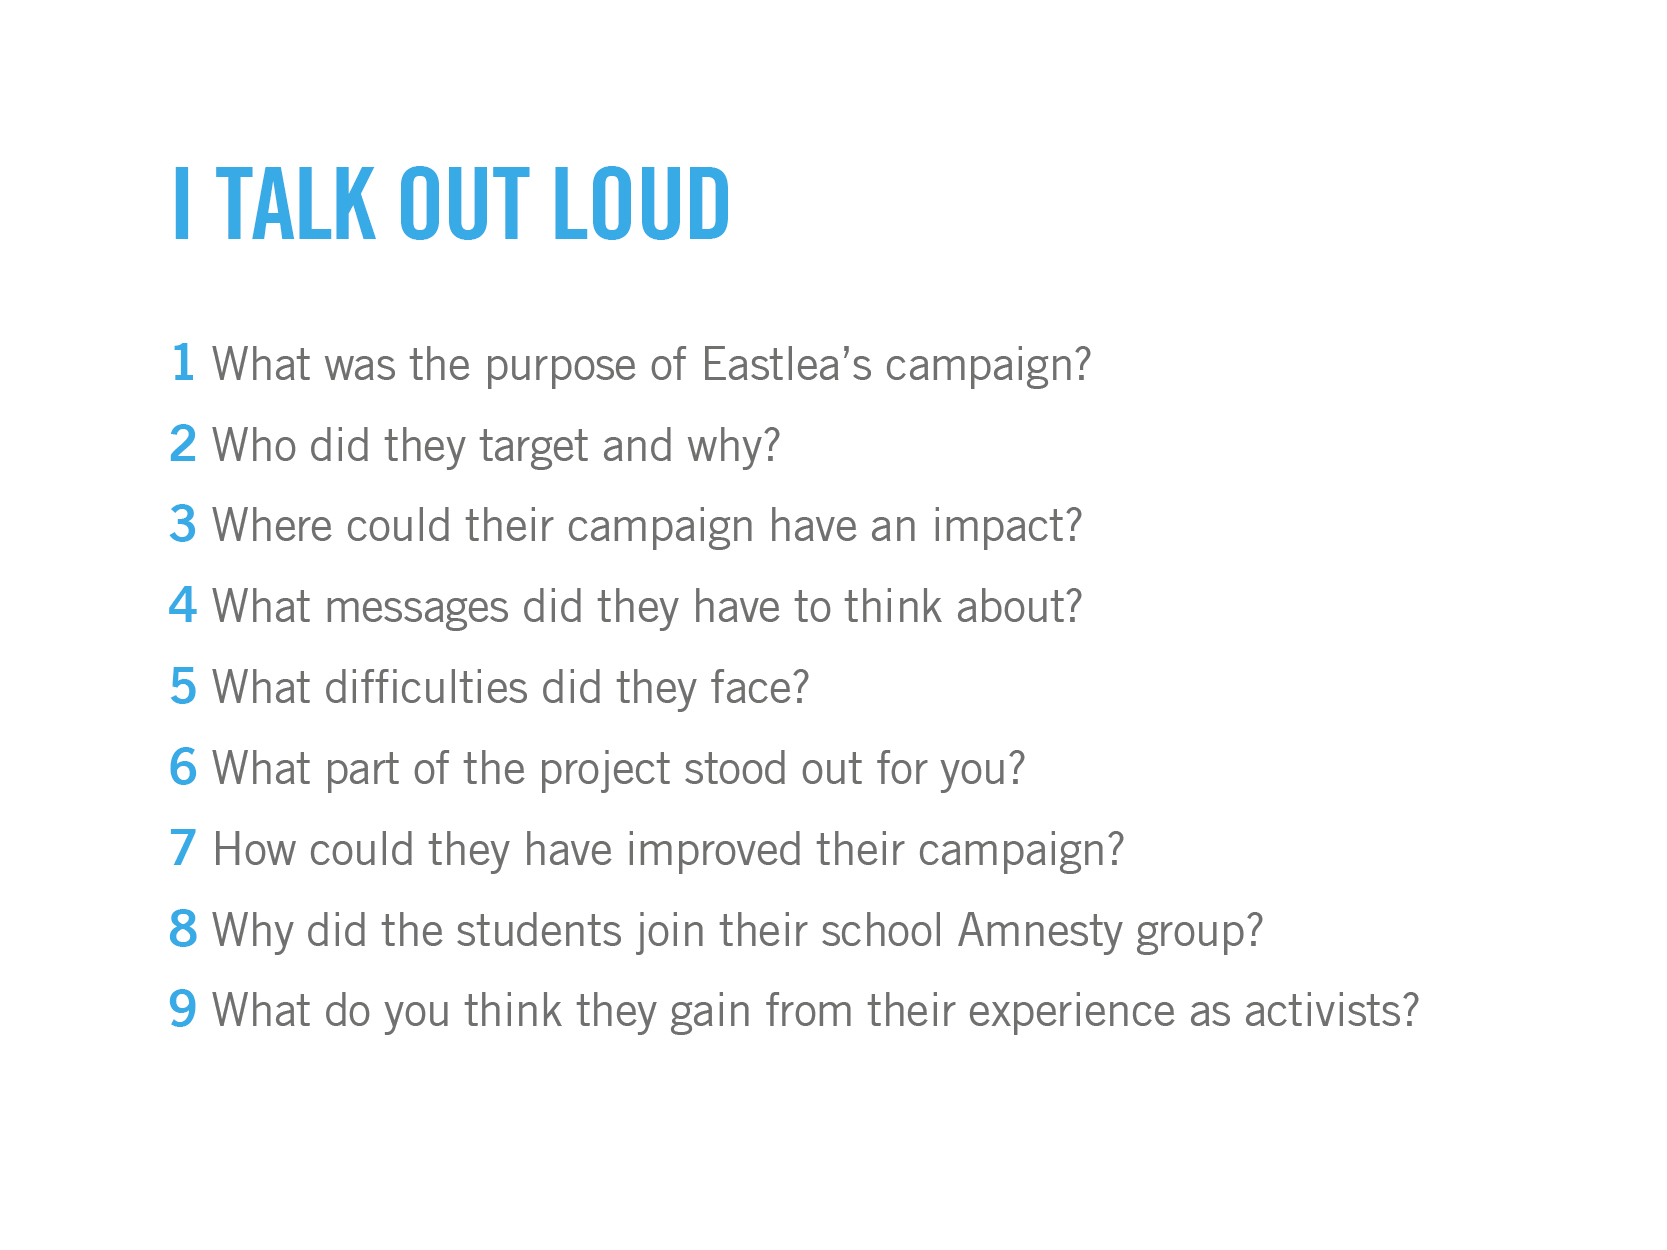 I TALK OUT LOUD
1 What was the purpose of Eastlea’s campaign?
2 Who did they target and why?
3 Where could their campaign have an impact?
4 What messages did they have to think about?
5 What difficulties did they face?
6 What part of the project stood out for you?
7 How could they have improved their campaign?
8 Why did the students join their school Amnesty group?
9 What do you think they gain from their experience as activists?